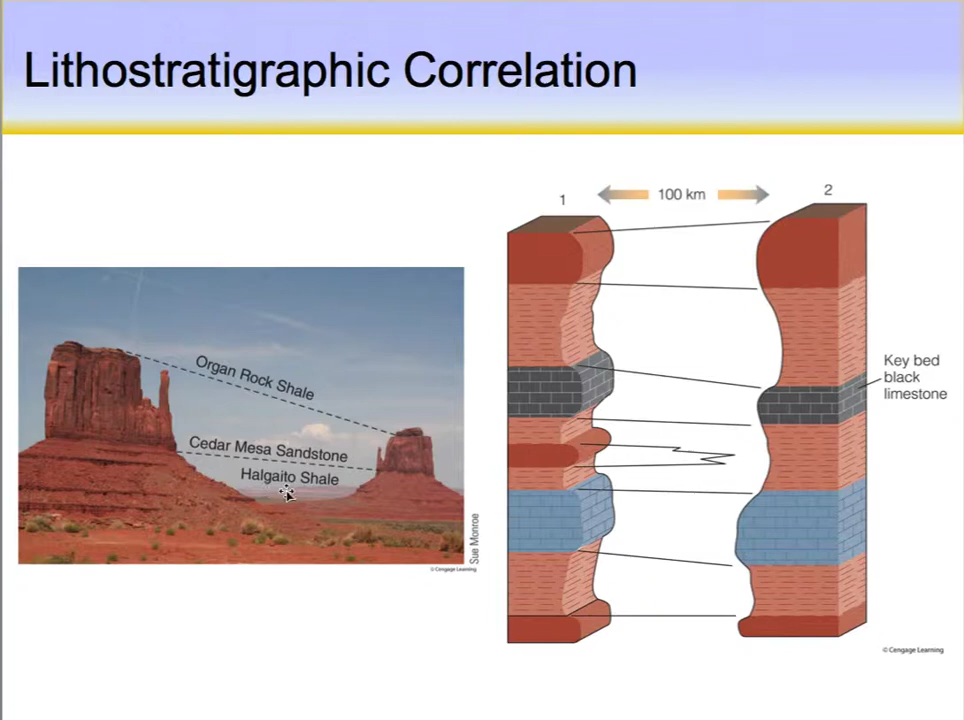 Lithostratigraphic Correlation
Organ Rock Shale
Cedar Mesa Sandstone
Halgaito Shale
Sue Monroe
© Cengage Learning
1
100 km
2
Key bed
black
limestone
© Cengage Learning